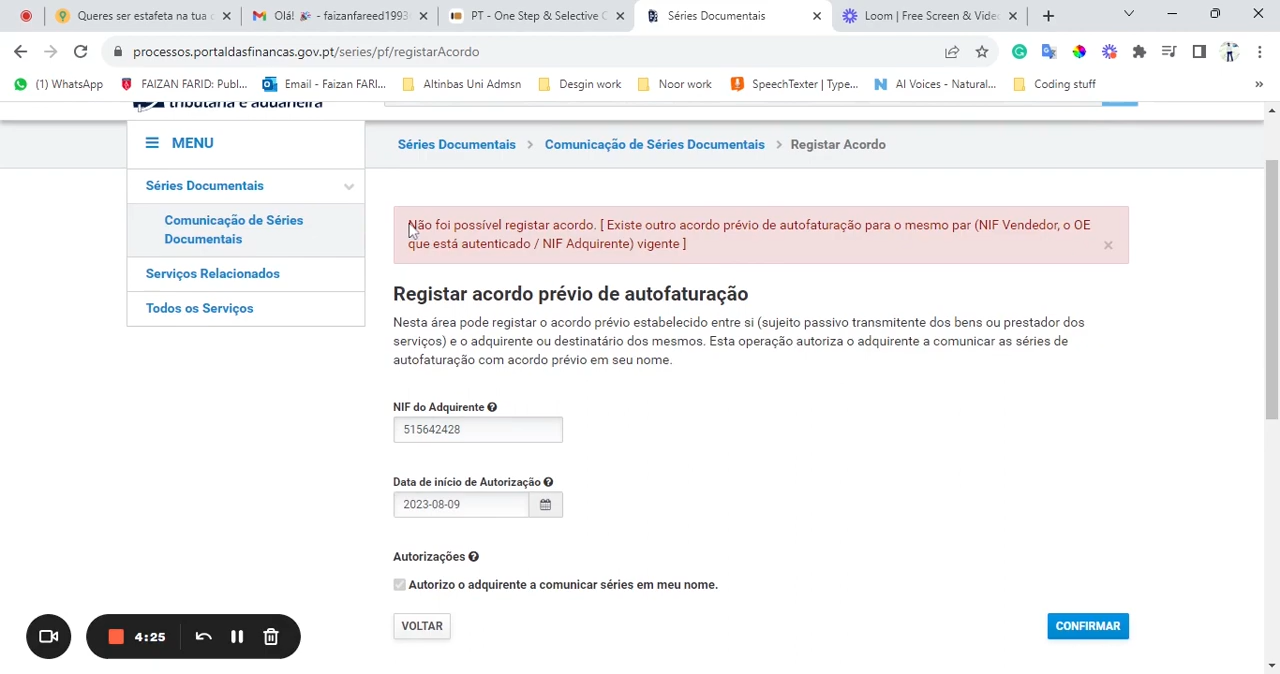 Queres ser estafeta na tua c
Olá! 🎉 - faizanfareed1993
PT - One Step & Selective C
Séries Documentais
Loom | Free Screen & Video
processos.portaldasfinancas.gov.pt/series/pf/registarAcordo
(1) WhatsApp
FAIZAN FARID: Publ...
Email - Faizan FARI...
Altinbas Uni Admsn
Desgin work
Noor work
SpeechTexter | Type...
AI Voices - Natural...
Coding stuff
»
tributária e aduaneira
MENU
Séries Documentais > Comunicação de Séries Documentais > Registar Acordo
Séries Documentais
Comunicação de Séries
Documentais
Serviços Relacionados
Todos os Serviços
Não foi possível registar acordo. [ Existe outro acordo prévio de autofaturação para o mesmo par (NIF Vendedor, o OE
que está autenticado / NIF Adquirente) vigente ]
Registar acordo prévio de autofaturação
Nesta área pode registar o acordo prévio estabelecido entre si (sujeito passivo transmitente dos bens ou prestador dos
serviços) e o adquirente ou destinatário dos mesmos. Esta operação autoriza o adquirente a comunicar as séries de
autofaturação com acordo prévio em seu nome.
NIF do Adquirente
515642428
Data de início de Autorização
2023-08-09
Autorizações
Autorizo o adquirente a comunicar séries em meu nome.
VOLTAR
CONFIRMAR
4:25